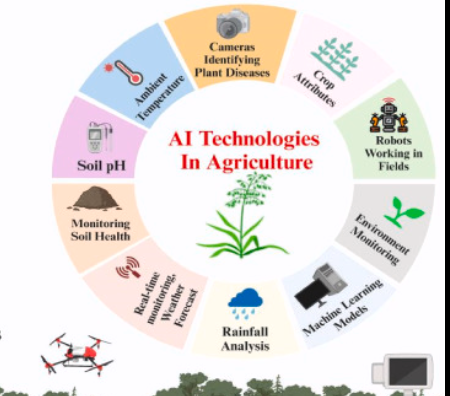 AI Technologies
In Agriculture
Cameras
Identifying
Plant Diseases
Crop
Attributes
Robots
Working in
Fields
Environment
Monitoring
Machine Learning
Models
Rainfall
Analysis
Real-time
monitoring,
Weather
Forecast
Monitoring
Soil Health
Soil pH
Ambient
Temperature